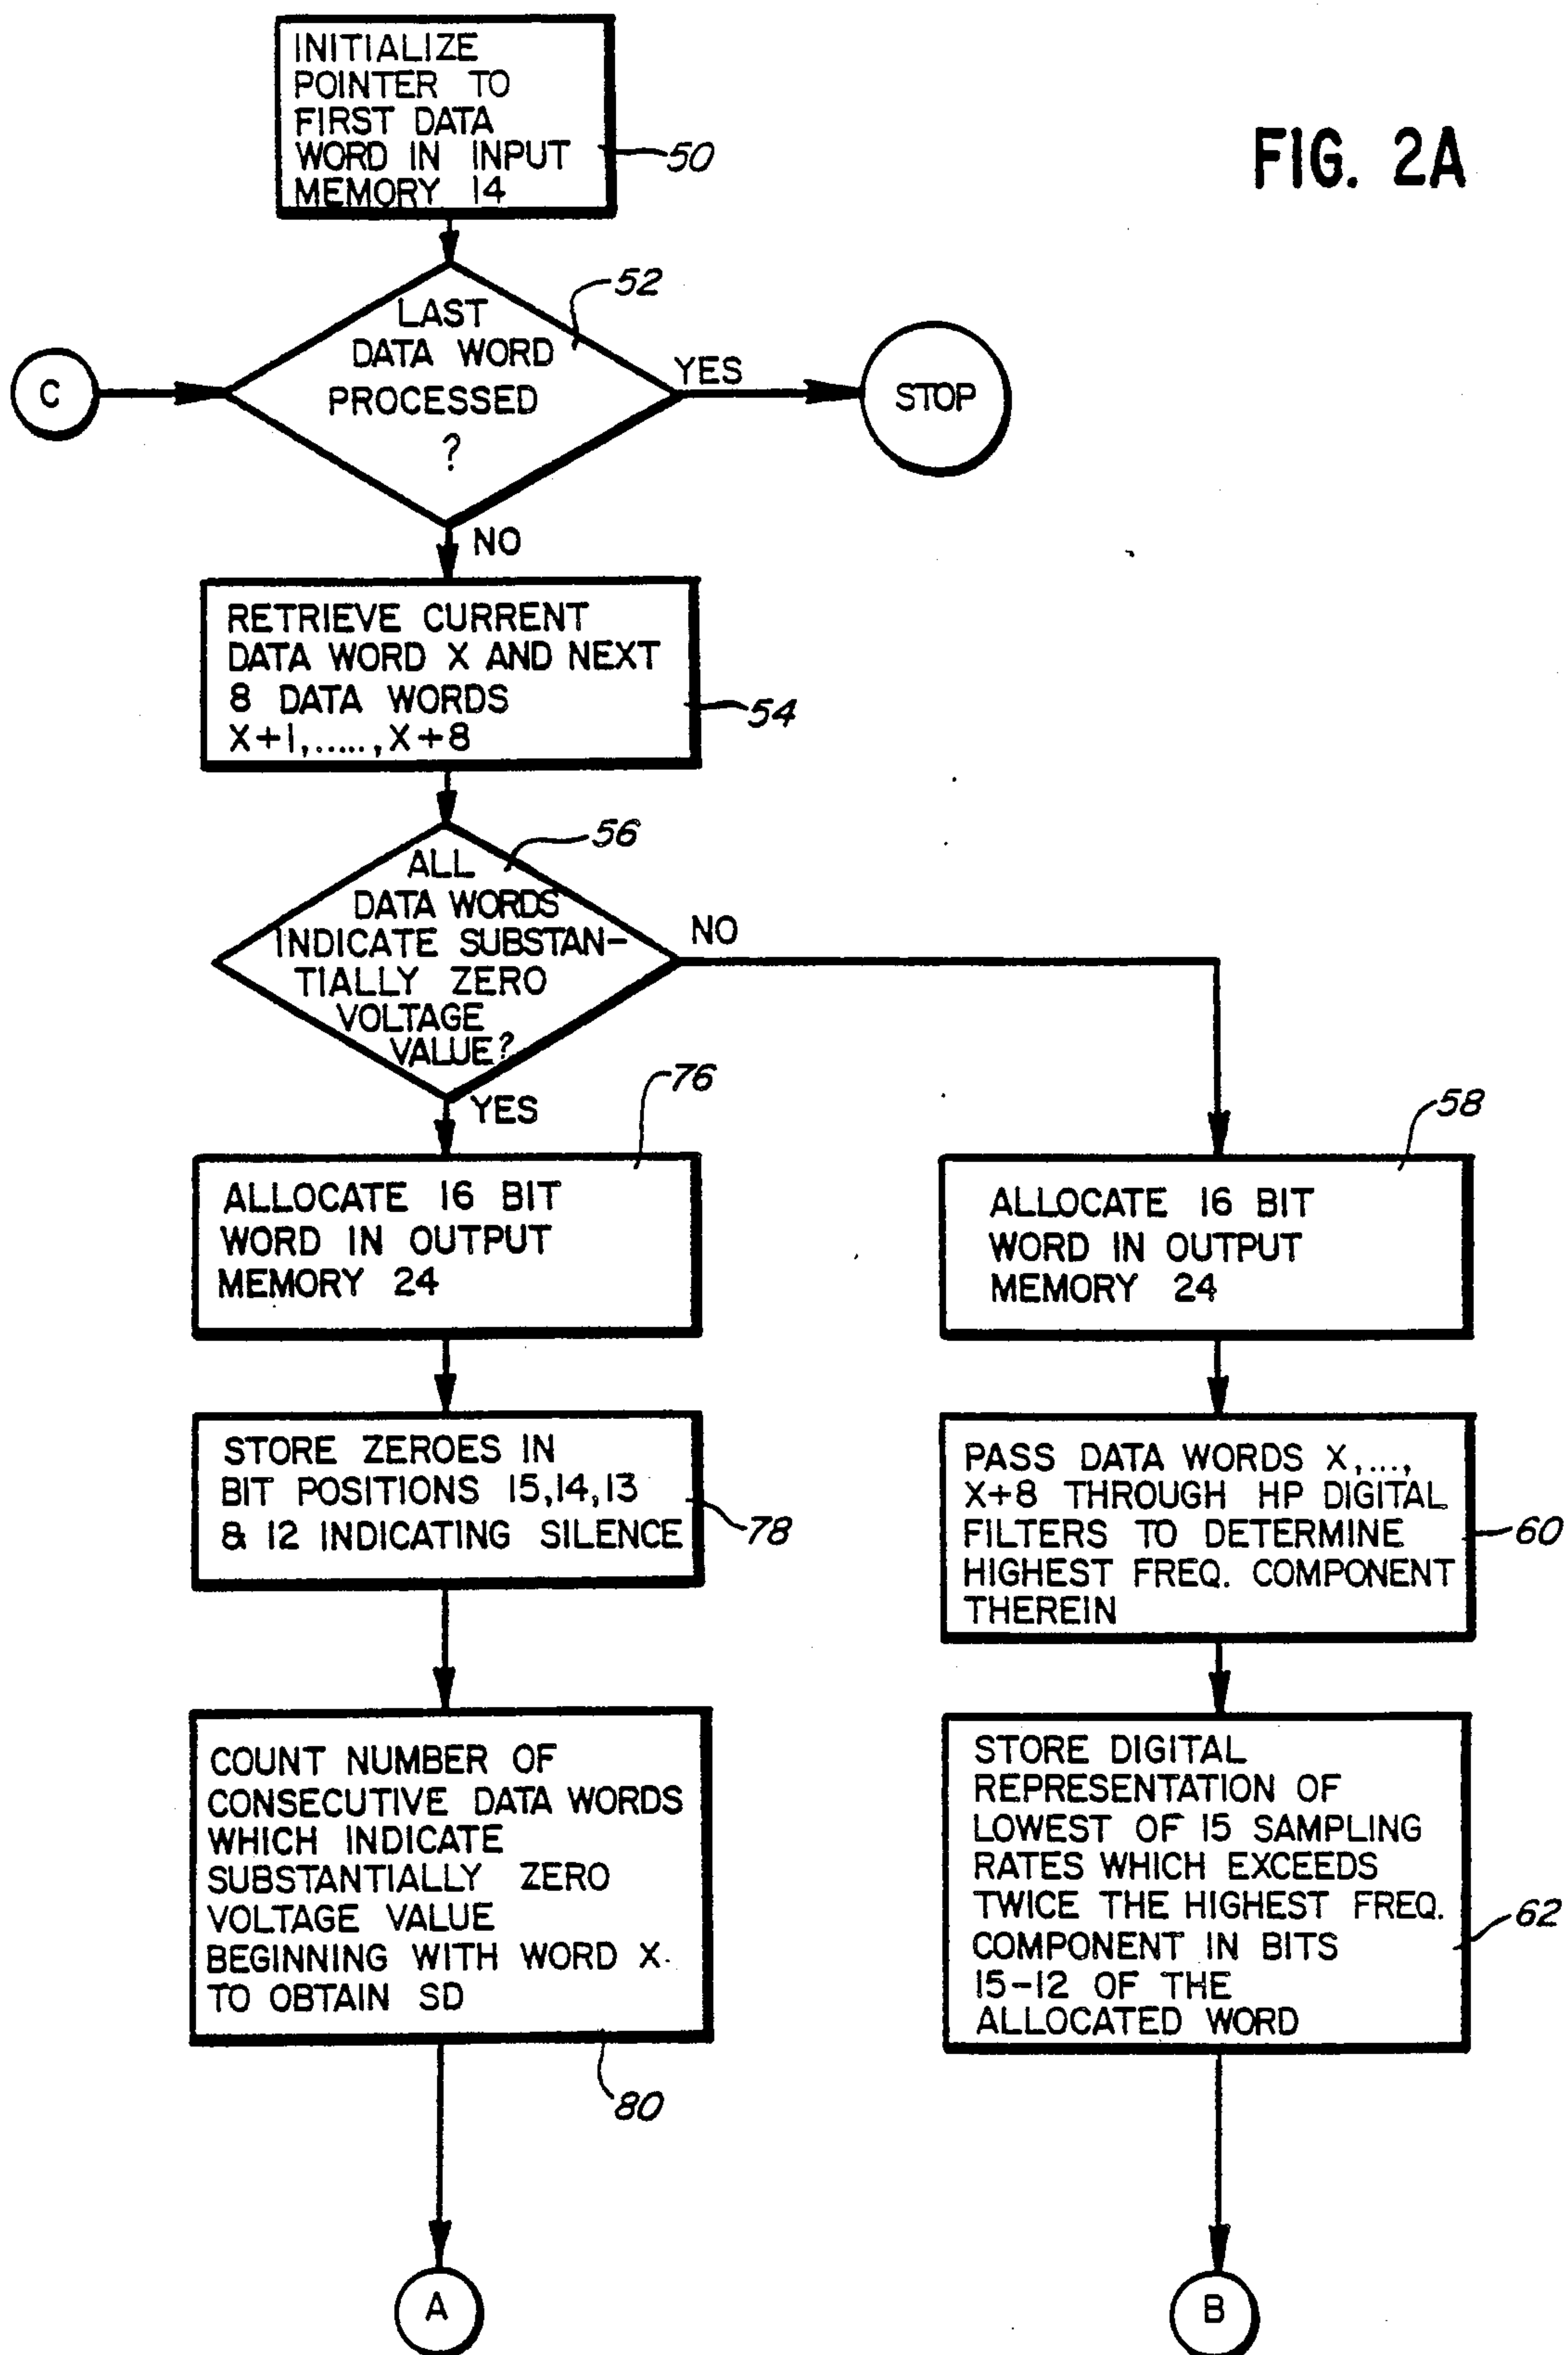 INITIALIZE
POINTER TO
FIRST DATA
WORD IN INPUT
MEMORY 14
50
FIG. 2A
52
LAST
DATA WORD
PROCESSED
?
C
YES
STOP
NO
RETRIEVE CURRENT
DATA WORD X AND NEXT
8 DATA WORDS
X+1,.....,X+8
54
56
ALL
DATA WORDS
INDICATE SUBSTAN-
TIALLY ZERO
VOLTAGE
VALUE?
NO
YES
76
ALLOCATE 16 BIT
WORD IN OUTPUT
MEMORY 24
58
ALLOCATE 16 BIT
WORD IN OUTPUT
MEMORY 24
STORE ZEROES IN
BIT POSITIONS 15,14,13
& 12 INDICATING SILENCE
78
PASS DATA WORDS X,...,
X+8 THROUGH HP DIGITAL
FILTERS TO DETERMINE
HIGHEST FREQ. COMPONENT
THEREIN
60
COUNT NUMBER OF
CONSECUTIVE DATA WORDS
WHICH INDICATE
SUBSTANTIALLY ZERO
VOLTAGE VALUE
BEGINNING WITH WORD X
TO OBTAIN SD
80
STORE DIGITAL
REPRESENTATION OF
LOWEST OF 15 SAMPLING
RATES WHICH EXCEEDS
TWICE THE HIGHEST FREQ.
COMPONENT IN BITS
15-12 OF THE
ALLOCATED WORD
62
A
B